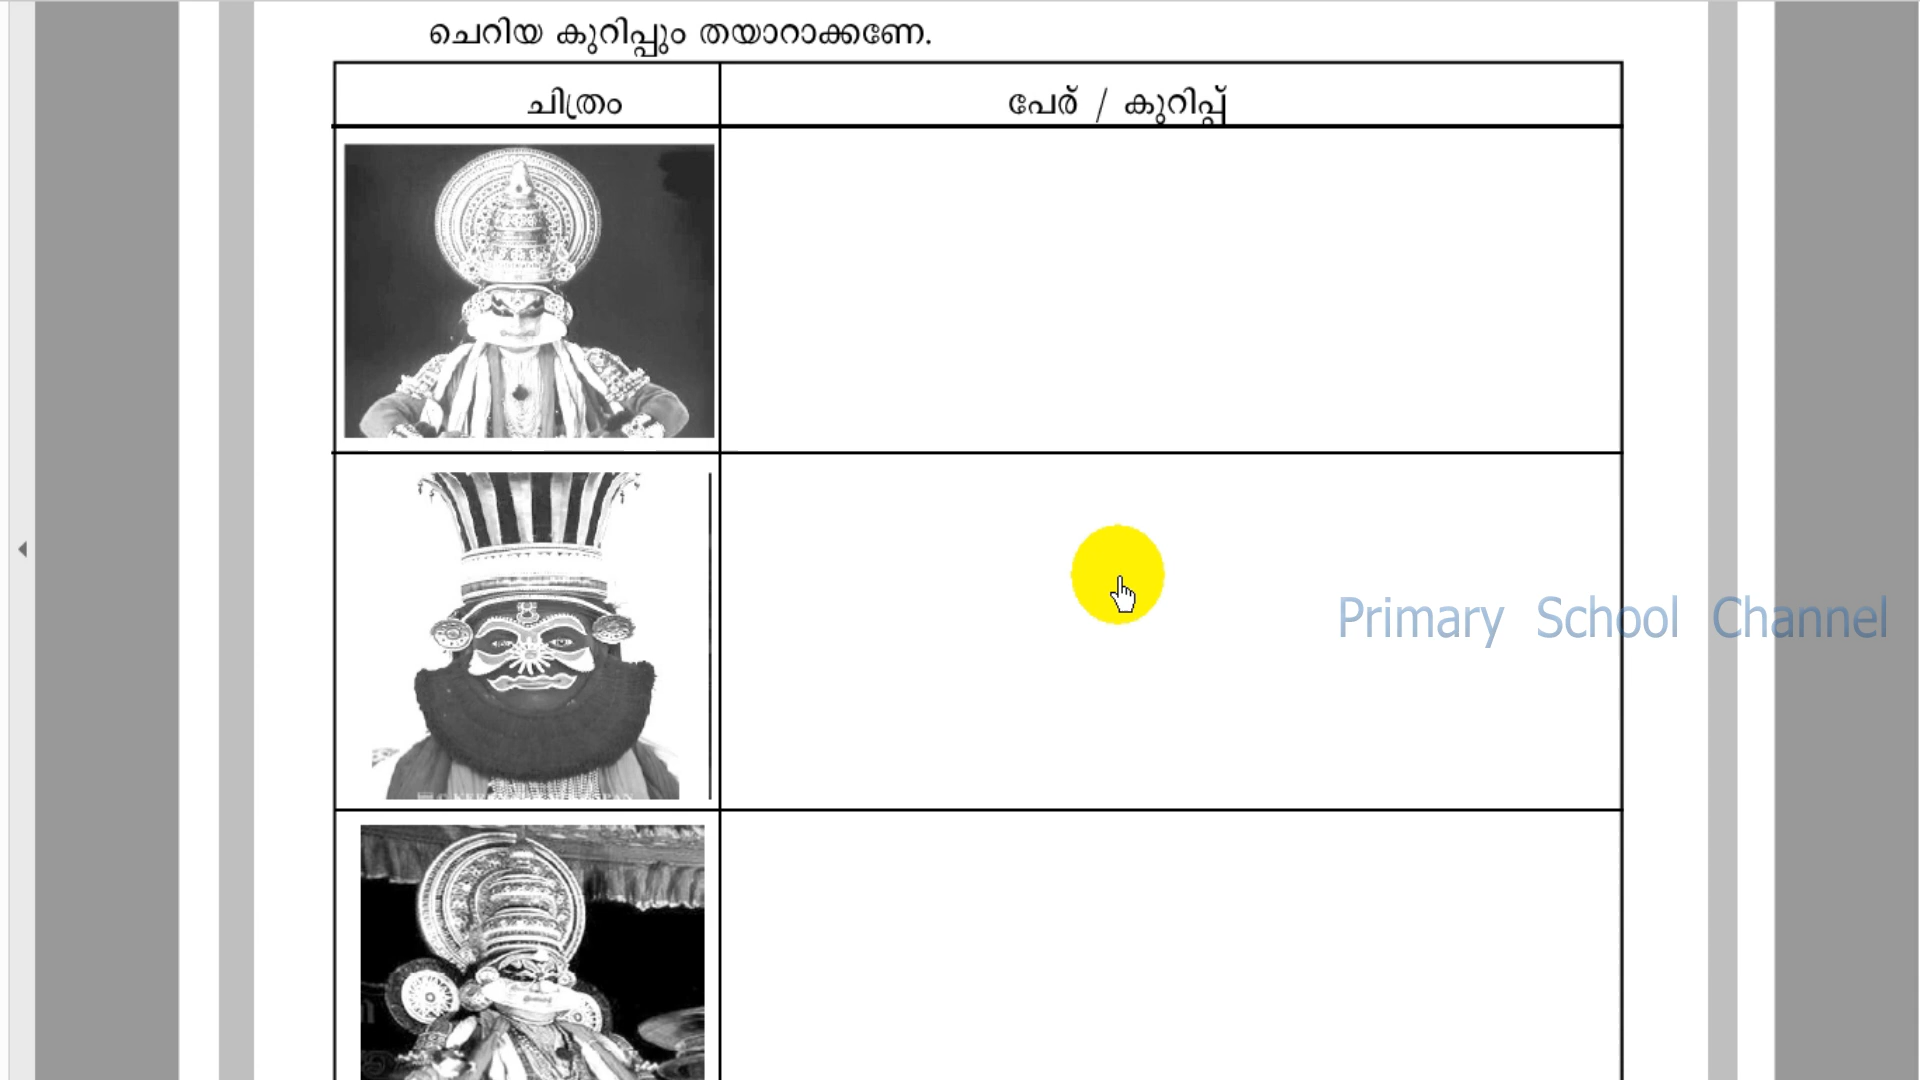 ചെറിയ കുറിപ്പും തയാറാക്കണേ.
ചിത്രം
പേര് / കുറിപ്പ്
Primary School Channel